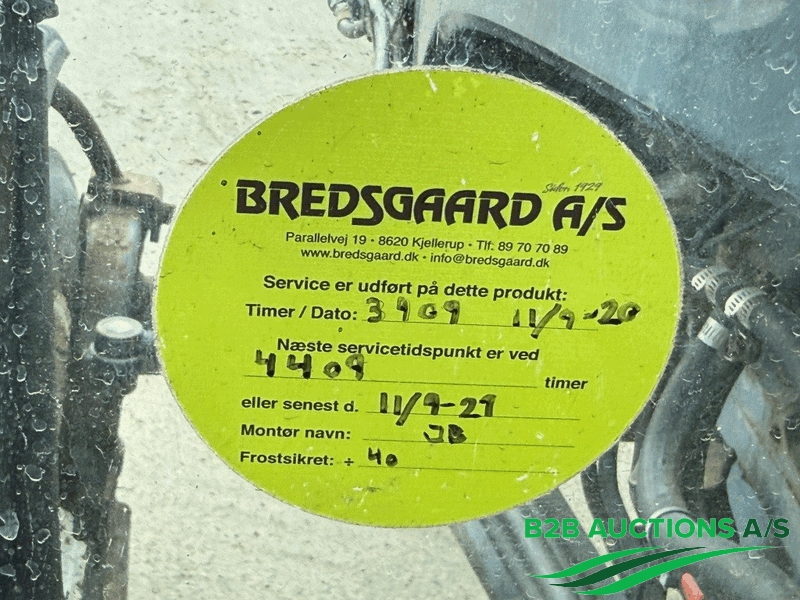 Siden 1929
BREDSGAARD A/S
Parallelvej 19 · 8620 Kjellerup · Tlf: 89 70 70 89
www.bredsgaard.dk · info@bredsgaard.dk
Service er udført på dette produkt:
Timer / Dato: 3909 11/9-20
Næste servicetidspunkt er ved
4409 timer
eller senest d. 11/9-21
Montør navn: JB
Frostsikret: ÷ 40
B2B AUCTIONS A/S